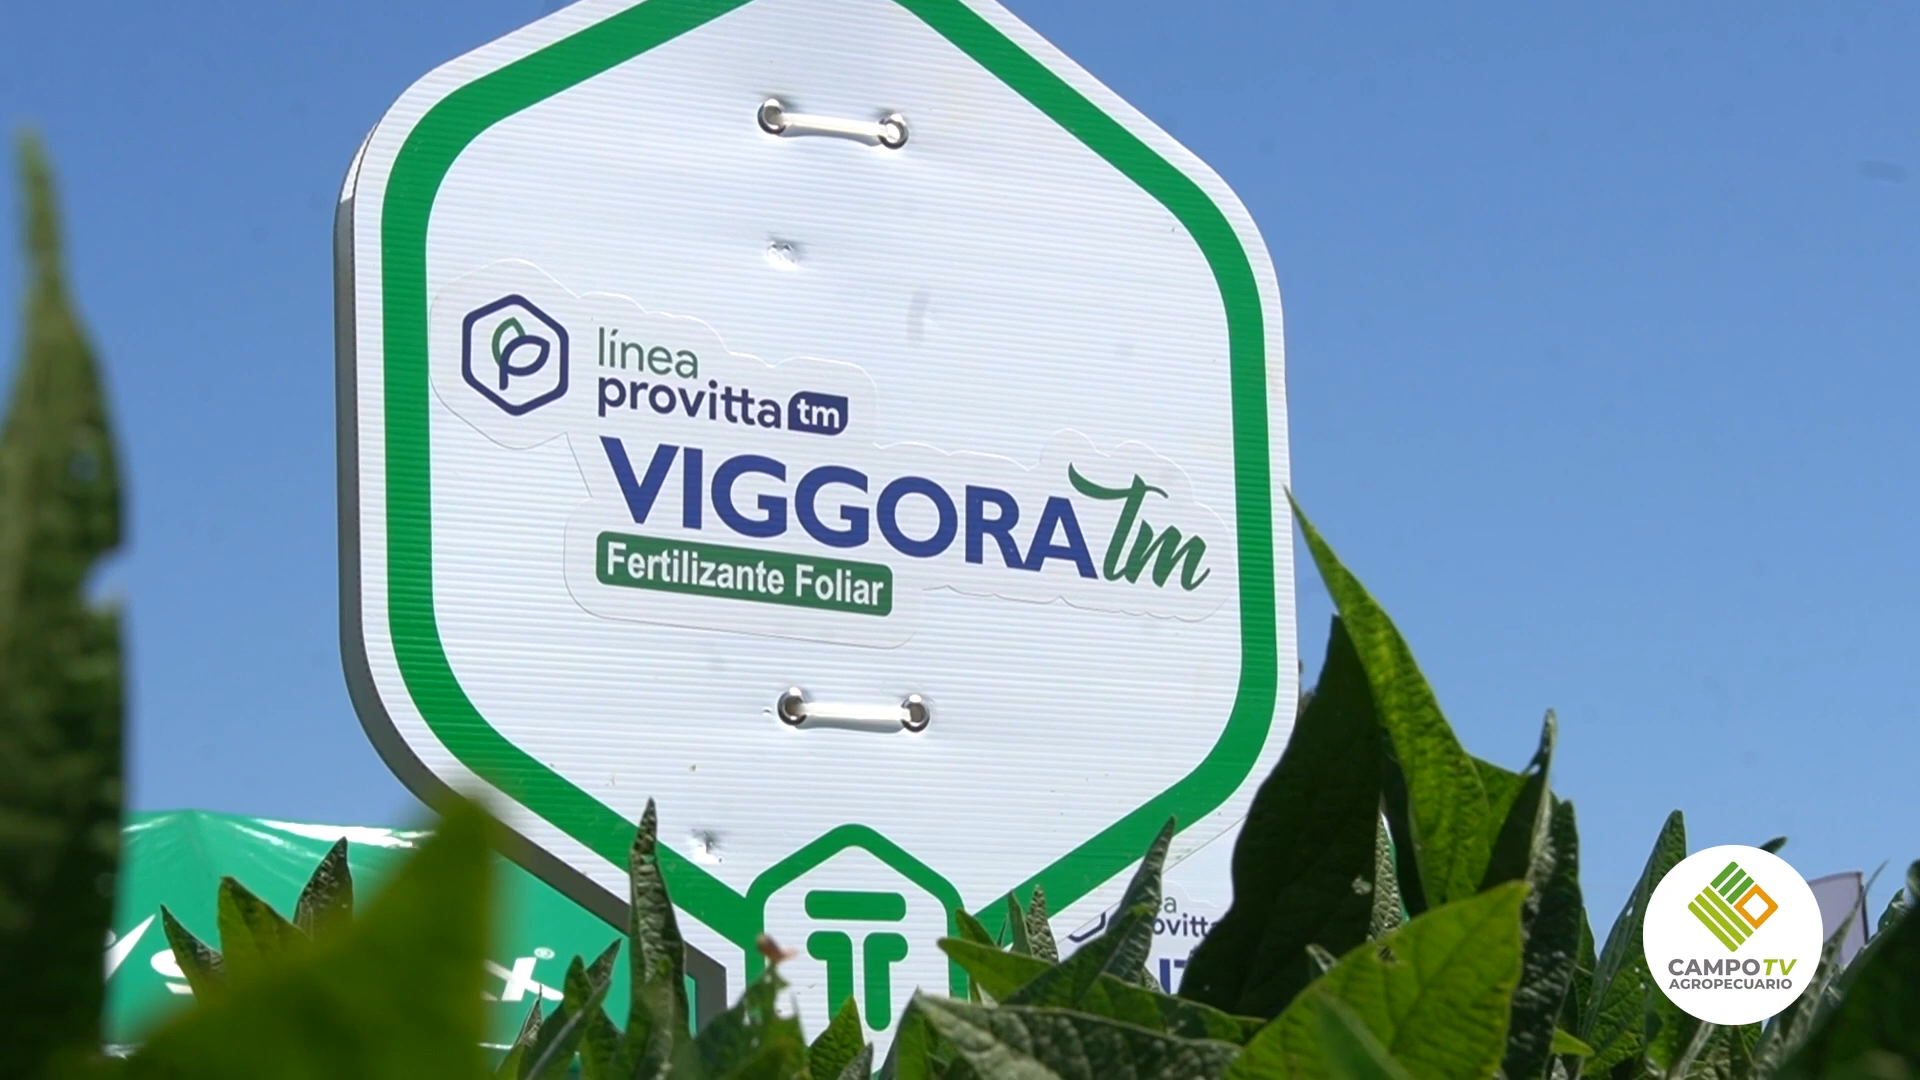 línea
provitta tm
VIGGORA Tm
Fertilizante Foliar
CAMPO TV
AGROPECUARIO